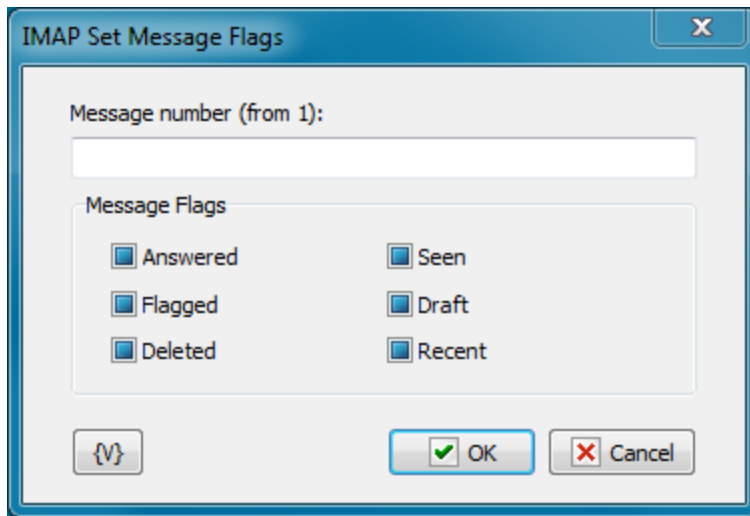 IMAP Set Message Flags
Message number (from 1):
Message Flags
Answered Seen
Flagged Draft
Deleted Recent
{V} OK Cancel